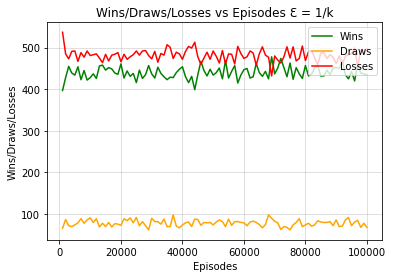 Wins/Draws/Losses vs Episodes Ɛ = 1/k
Wins/Draws/Losses
500
400
300
200
100
Wins
Draws
Losses
0
20000
40000
60000
80000
100000
Episodes